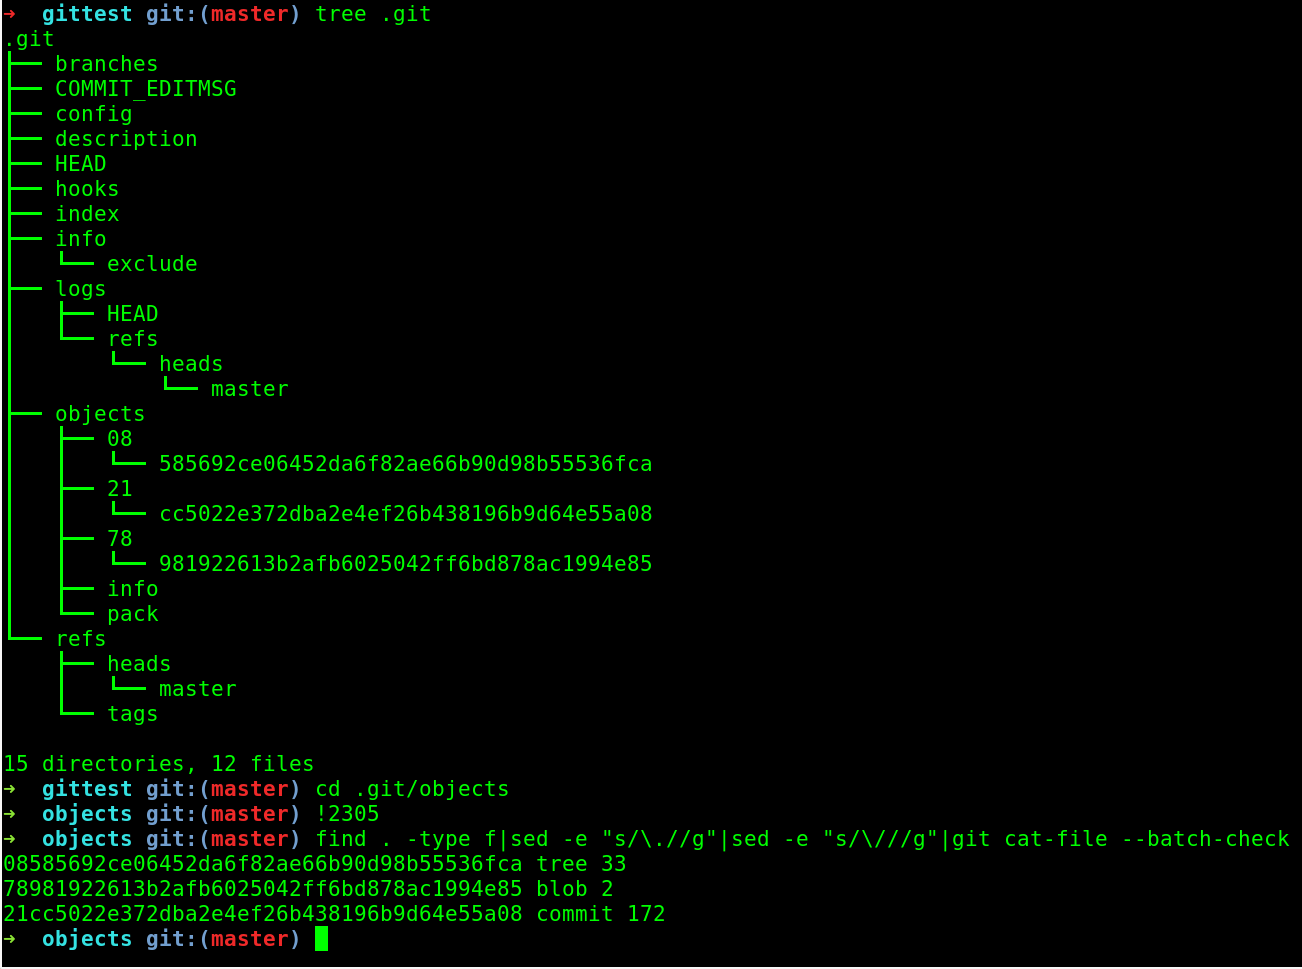 ➜  gittest git:(master) tree .git
.git
├── branches
├── COMMIT_EDITMSG
├── config
├── description
├── HEAD
├── hooks
├── index
├── info
│   └── exclude
├── logs
│   ├── HEAD
│   └── refs
│       └── heads
│           └── master
├── objects
│   ├── 08
│   │   └── 585692ce06452da6f82ae66b90d98b55536fca
│   ├── 21
│   │   └── cc5022e372dba2e4ef26b438196b9d64e55a08
│   ├── 78
│   │   └── 981922613b2afb6025042ff6bd878ac1994e85
│   ├── info
│   └── pack
└── refs
    ├── heads
    │   └── master
    └── tags
15 directories, 12 files
➜  gittest git:(master) cd .git/objects
➜  objects git:(master) !2305
➜  objects git:(master) find . -type f|sed -e "s/\.//g"|sed -e "s/\///g"|git cat-file --batch-check
08585692ce06452da6f82ae66b90d98b55536fca tree 33
78981922613b2afb6025042ff6bd878ac1994e85 blob 2
21cc5022e372dba2e4ef26b438196b9d64e55a08 commit 172
➜  objects git:(master)